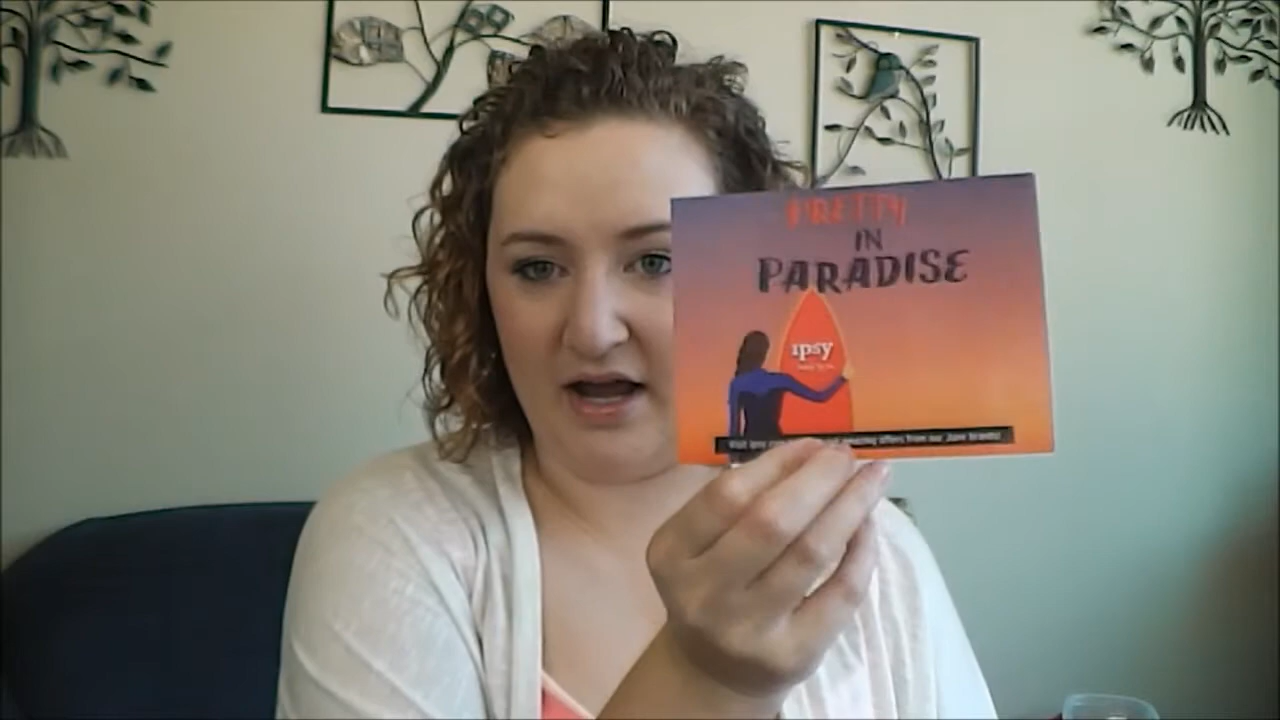 PRETTY
IN
PARADISE
ipsy
Visit ipsy amazing offers from our June brands!